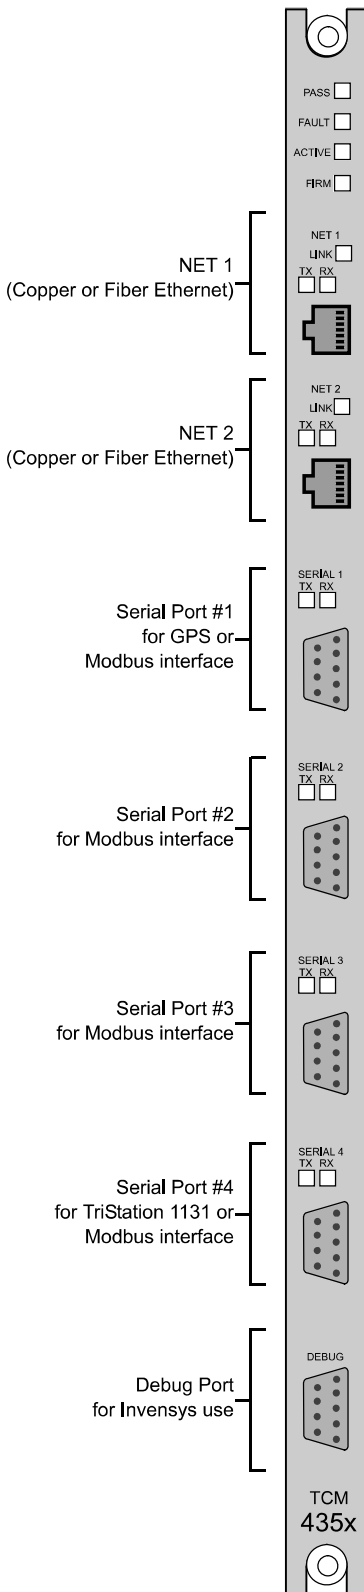 PASS
FAULT
ACTIVE
FIRM
NET 1
(Copper or Fiber Ethernet)
NET 1
LINK
TX RX
NET 2
(Copper or Fiber Ethernet)
NET 2
LINK
TX RX
Serial Port #1
for GPS or
Modbus interface
SERIAL 1
TX RX
Serial Port #2
for Modbus interface
SERIAL 2
TX RX
Serial Port #3
for Modbus interface
SERIAL 3
TX RX
Serial Port #4
for TriStation 1131 or
Modbus interface
SERIAL 4
TX RX
Debug Port
for Invensys use
DEBUG
TCM
435x